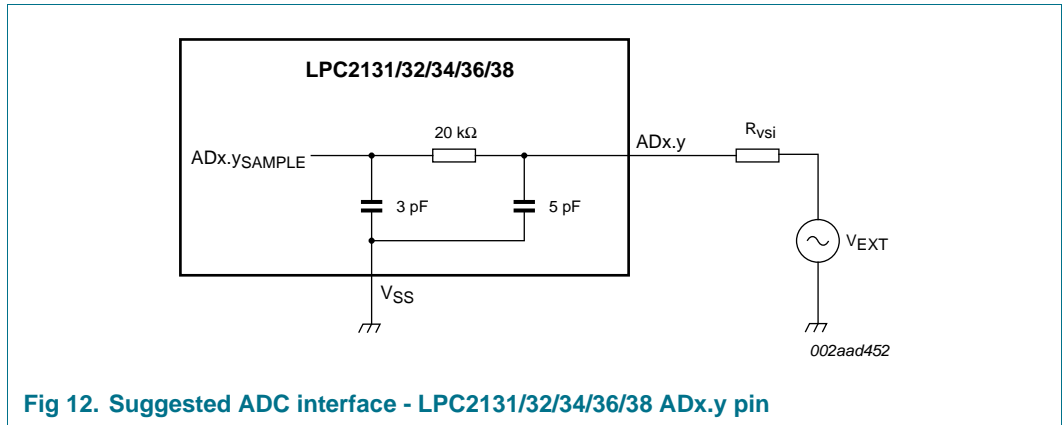 LPC2131/32/34/36/38
20 kΩ
ADx.y
Rvsi
ADx.ySAMPLE
3 pF
5 pF
VEXT
VSS
002aad452
Fig 12. Suggested ADC interface - LPC2131/32/34/36/38 ADx.y pin